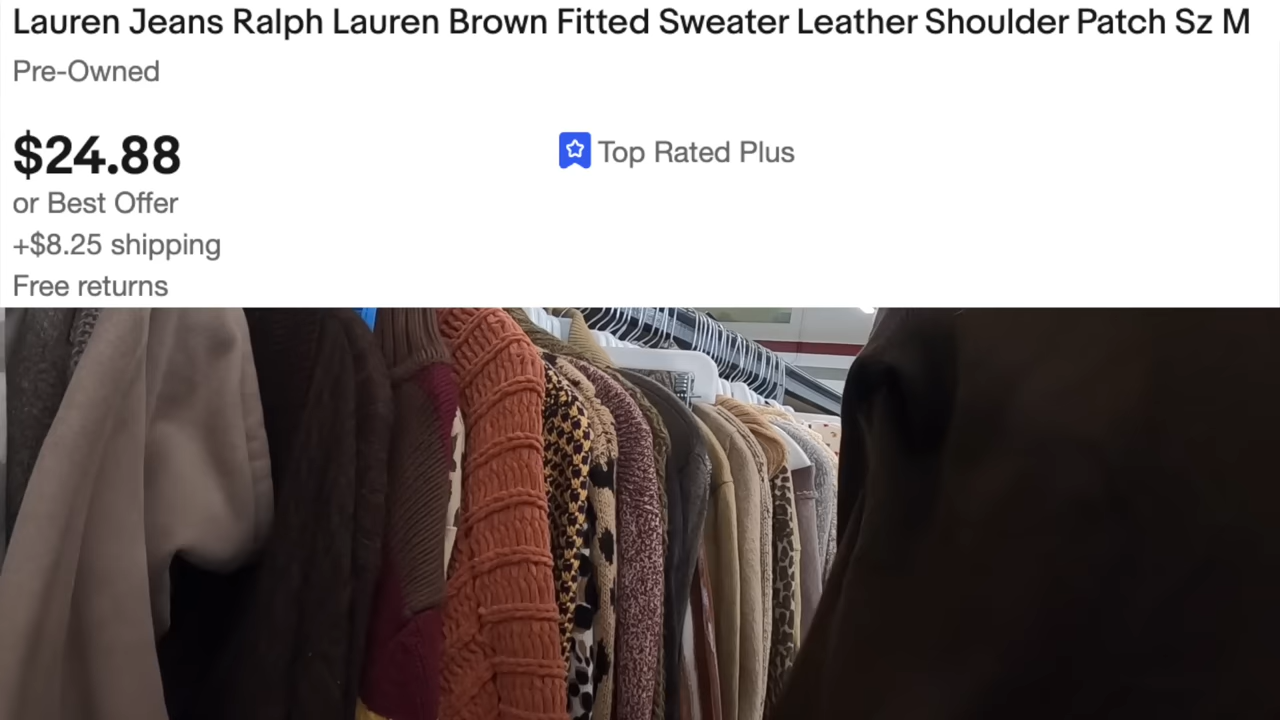 Lauren Jeans Ralph Lauren Brown Fitted Sweater Leather Shoulder Patch Sz M
Pre-Owned
$24.88
Top Rated Plus
or Best Offer
+$8.25 shipping
Free returns